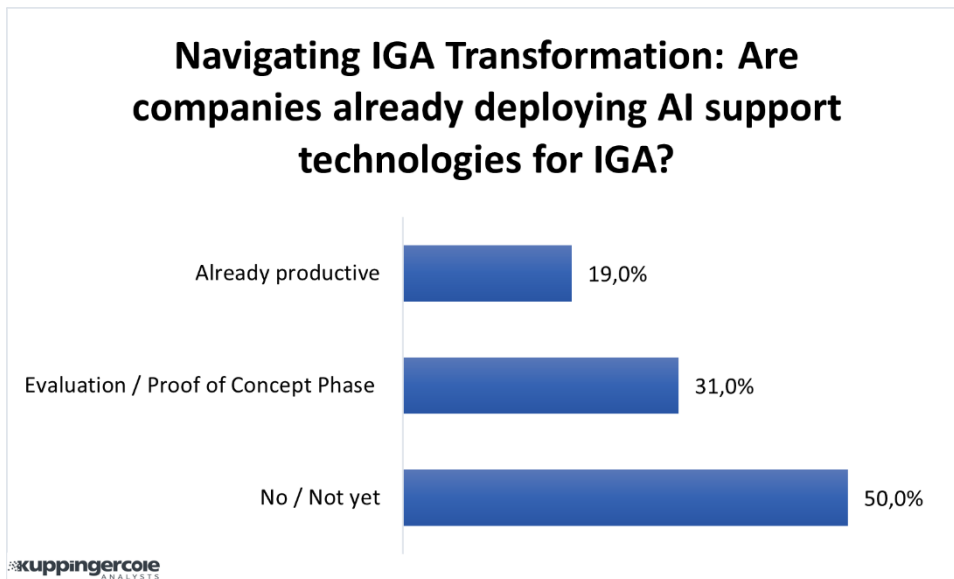 Navigating IGA Transformation: Are
companies already deploying AI support
technologies for IGA?
Already productive
19,0%
Evaluation / Proof of Concept Phase
31,0%
No / Not yet
50,0%
kuppingercole
ANALYSTS